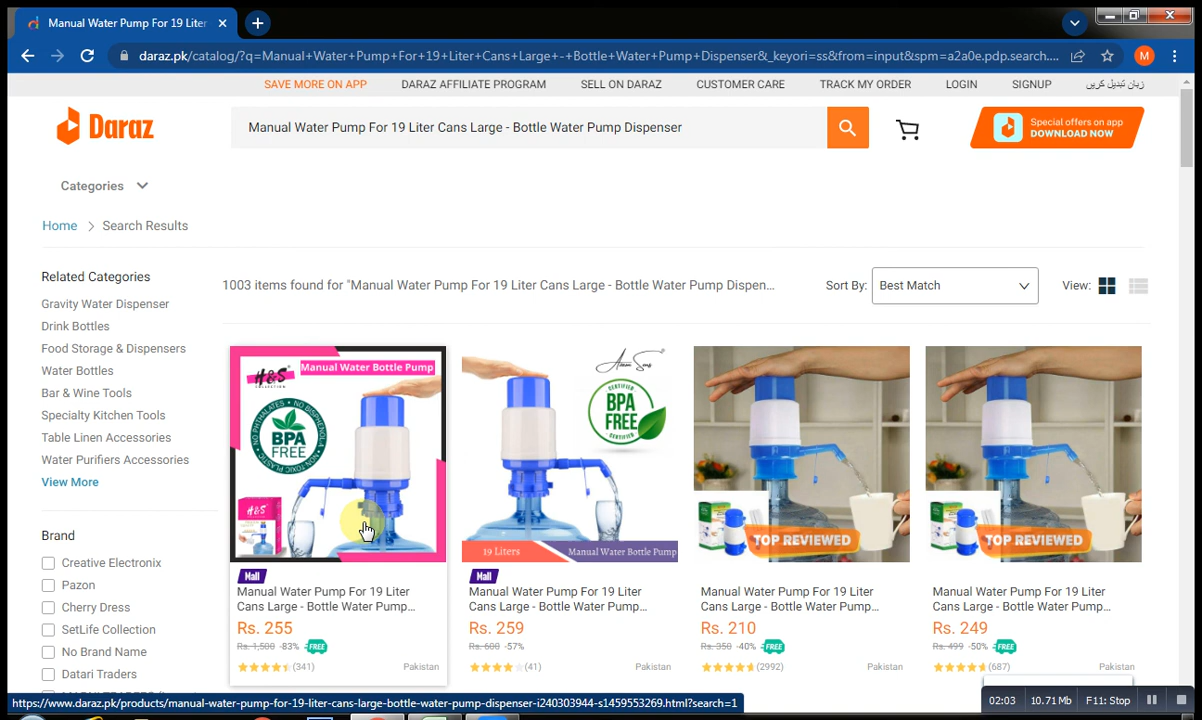 Manual Water Pump For 19 Liter
daraz.pk/catalog/?q=Manual+Water+Pump+For+19+Liter+Cans+Large+-+Bottle+Water+Pump+Dispenser&_keyori=ss&from=input&spm=a2a0e.pdp.search....
M
SAVE MORE ON APP DARAZ AFFILIATE PROGRAM SELL ON DARAZ CUSTOMER CARE TRACK MY ORDER LOGIN SIGNUP زبان تبدیل کریں
Daraz
Manual Water Pump For 19 Liter Cans Large - Bottle Water Pump Dispenser
Special offers on app
DOWNLOAD NOW
Categories
Home > Search Results
Related Categories
Gravity Water Dispenser
Drink Bottles
Food Storage & Dispensers
Water Bottles
Bar & Wine Tools
Specialty Kitchen Tools
Table Linen Accessories
Water Purifiers Accessories
View More
Brand
Creative Electronix
Pazon
Cherry Dress
SetLife Collection
No Brand Name
Datari Traders
1003 items found for "Manual Water Pump For 19 Liter Cans Large - Bottle Water Pump Dispen...
Sort By: Best Match
View:
H&S
Manual Water Bottle Pump
NO PHTHALATES • NO BISPHENOL
BPA
FREE
PLASTIC • NON-TOXIC
H&S
Mall
Manual Water Pump For 19 Liter
Cans Large - Bottle Water Pump...
Rs. 255
Rs. 1,500 -83% FREE
(341) Pakistan
CERTIFIED
BPA
FREE
CERTIFIED
19 Liters Manual Water Bottle Pump
Mall
Manual Water Pump For 19 Liter
Cans Large - Bottle Water Pump...
Rs. 259
Rs. 600 -57%
(41) Pakistan
TOP REVIEWED
Manual Water Pump For 19 Liter
Cans Large - Bottle Water Pump...
Rs. 210
Rs. 350 -40% FREE
(2992) Pakistan
TOP REVIEWED
Manual Water Pump For 19 Liter
Cans Large - Bottle Water Pump...
Rs. 249
Rs. 499 -50% FREE
(687) Pakistan
https://www.daraz.pk/products/manual-water-pump-for-19-liter-cans-large-bottle-water-pump-dispenser-i240303944-s1459553269.html?search=1
02:03 10.71 Mb F11: Stop